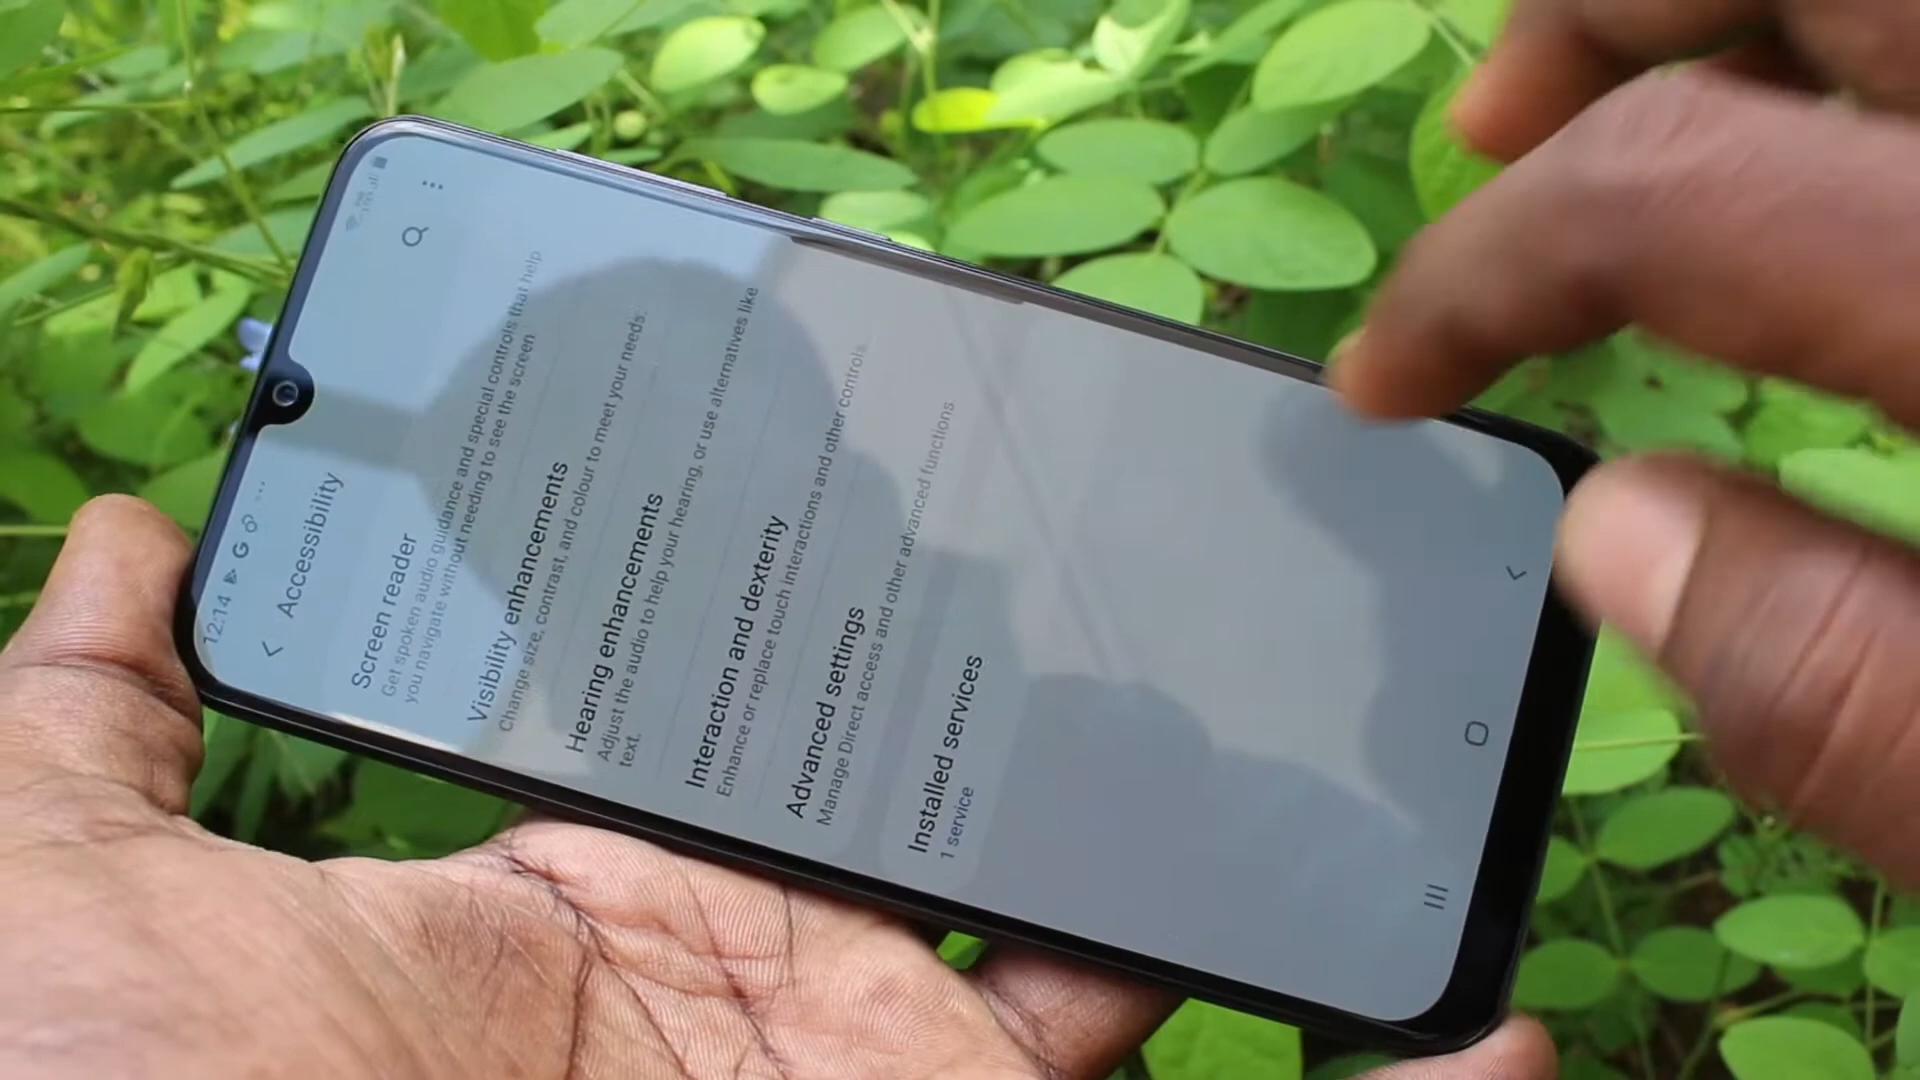 12:14
Accessibility
Screen reader
Get spoken audio guidance and special controls that help
you navigate without needing to see the screen
Visibility enhancements
Change size, contrast, and colour to meet your needs.
Hearing enhancements
Adjust the audio to help your hearing, or use alternatives like
text.
Interaction and dexterity
Enhance or replace touch interactions and other controls.
Advanced settings
Manage Direct access and other advanced functions
Installed services
1 service